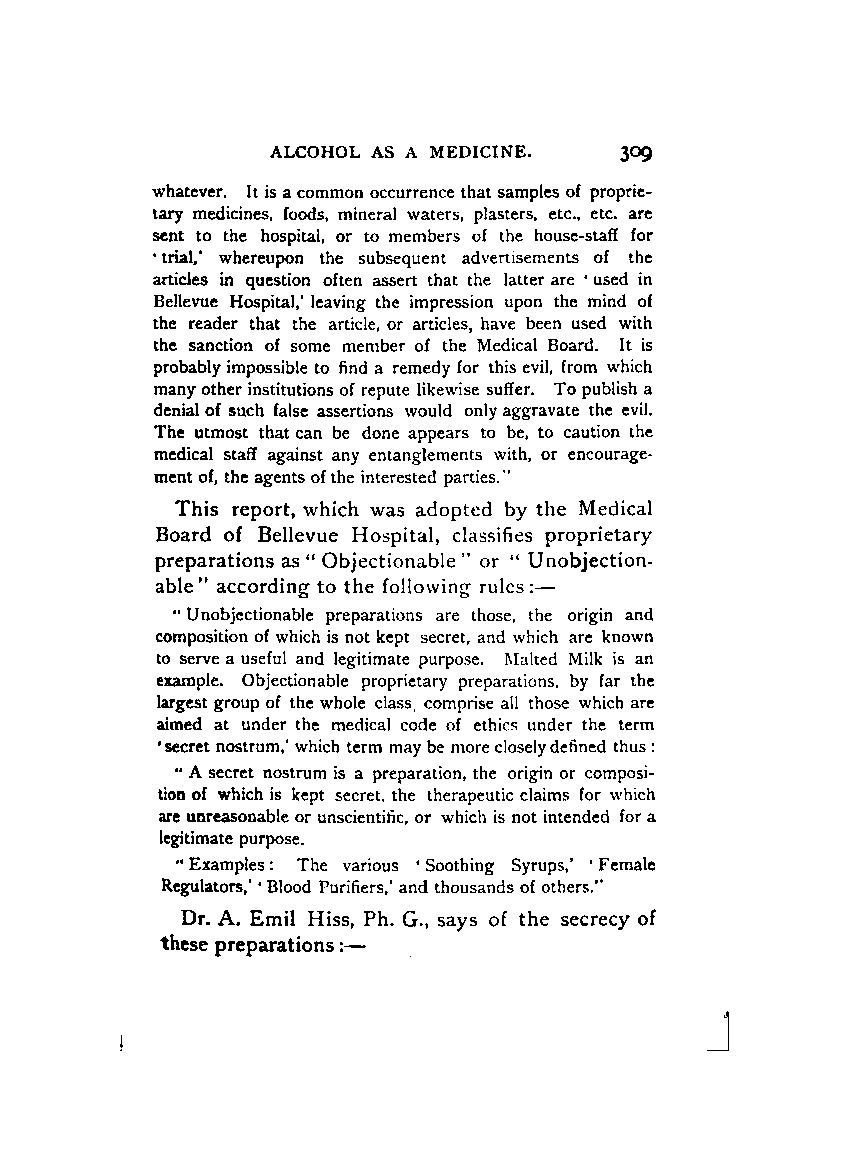 ALCOHOL AS A MEDICINE. 309
whatever. It is a common occurrence that samples of proprie-
tary medicines, foods, mineral waters, plasters, etc., etc. are
sent to the hospital, or to members of the house-staff for
‘trial,’ whereupon the subsequent advertisements of the
articles in question often assert that the latter are ‘used in
Bellevue Hospital,’ leaving the impression upon the mind of
the reader that the article, or articles, have been used with
the sanction of some member of the Medical Board. It is
probably impossible to find a remedy for this evil, from which
many other institutions of repute likewise suffer. To publish a
denial of such false assertions would only aggravate the evil.
The utmost that can be done appears to be, to caution the
medical staff against any entanglements with, or encourage-
ment of, the agents of the interested parties.”
This report, which was adopted by the Medical
Board of Bellevue Hospital, classifies proprietary
preparations as “Objectionable” or “Unobjection-
able” according to the following rules:—
“Unobjectionable preparations are those, the origin and
composition of which is not kept secret, and which are known
to serve a useful and legitimate purpose. Malted Milk is an
example. Objectionable proprietary preparations, by far the
largest group of the whole class, comprise all those which are
aimed at under the medical code of ethics under the term
‘secret nostrum,’ which term may be more closely defined thus:
“A secret nostrum is a preparation, the origin or composi-
tion of which is kept secret, the therapeutic claims for which
are unreasonable or unscientific, or which is not intended for a
legitimate purpose.
“Examples: The various ‘Soothing Syrups,’ ‘Female
Regulators,’ ‘Blood Purifiers,’ and thousands of others.”
Dr. A. Emil Hiss, Ph. G., says of the secrecy of
these preparations:—